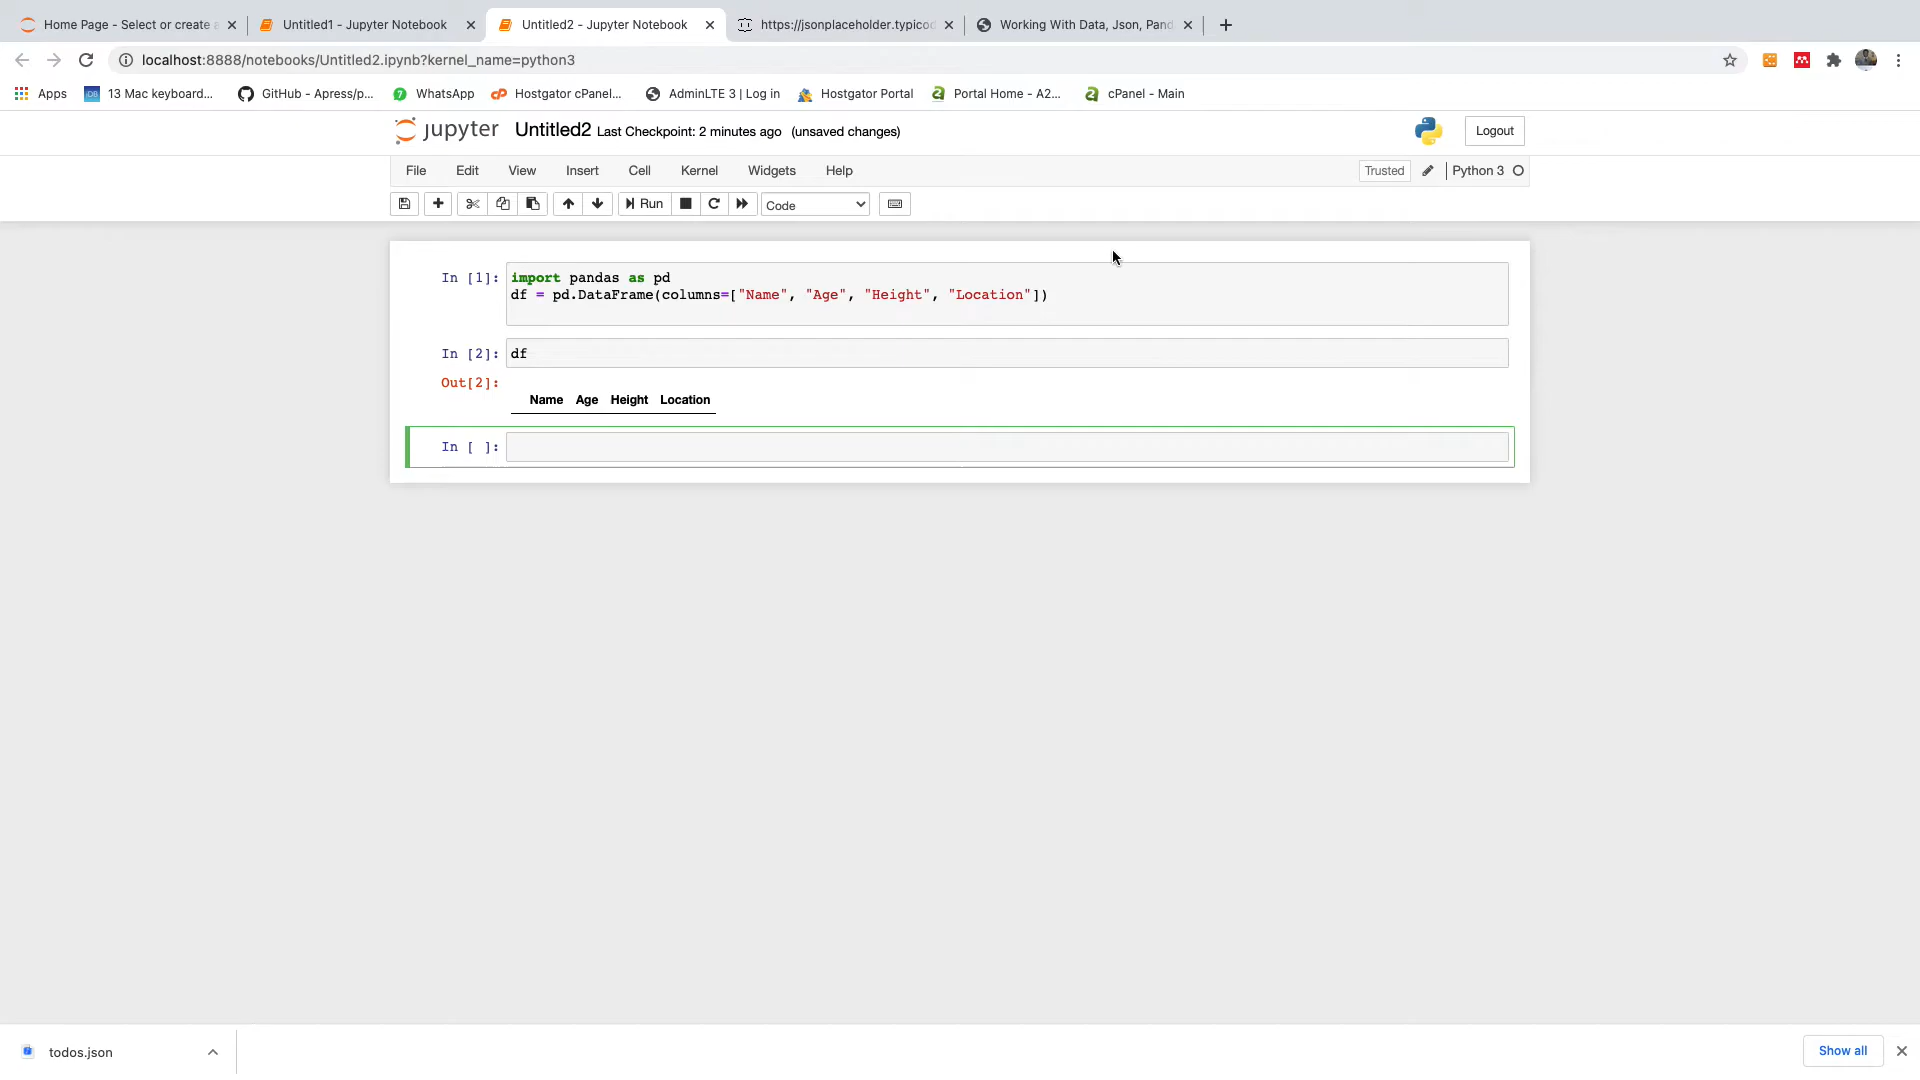 Home Page - Select or create a
Untitled1 - Jupyter Notebook
Untitled2 - Jupyter Notebook
https://jsonplaceholder.typicod
Working With Data, Json, Pand
localhost:8888/notebooks/Untitled2.ipynb?kernel_name=python3
Apps
13 Mac keyboard...
GitHub - Apress/p...
WhatsApp
Hostgator cPanel...
AdminLTE 3 | Log in
Hostgator Portal
Portal Home - A2...
cPanel - Main
jupyter Untitled2 Last Checkpoint: 2 minutes ago (unsaved changes)
Logout
File Edit View Insert Cell Kernel Widgets Help
Trusted
Python 3
Run
Code
In [1]: import pandas as pd
df = pd.DataFrame(columns=["Name", "Age", "Height", "Location"])
In [2]: df
Out[2]:
Name Age Height Location
In [ ]:
todos.json
Show all